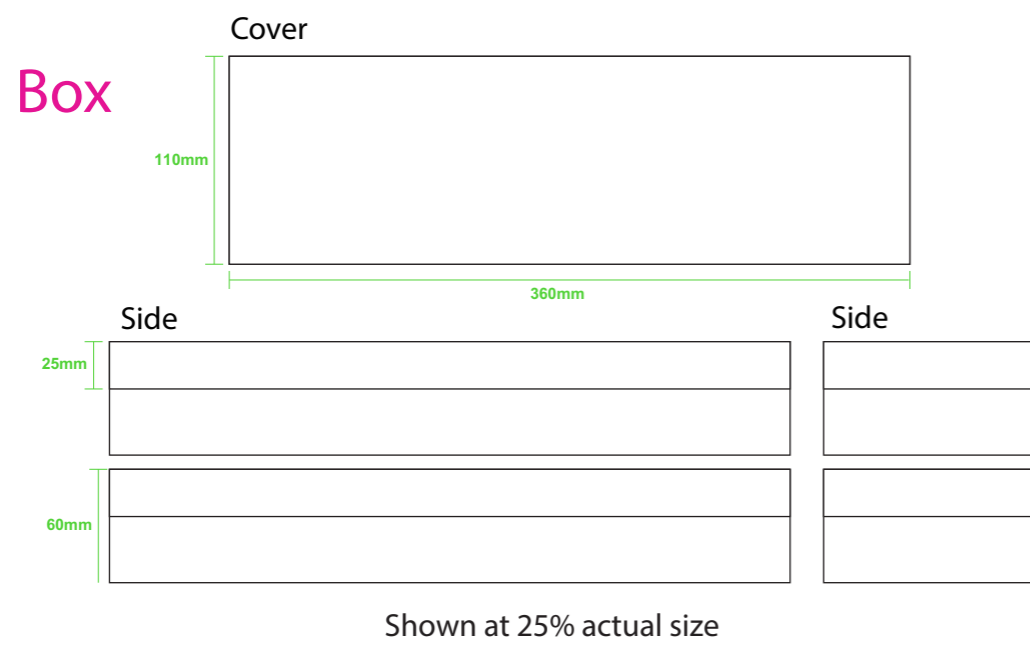 Cover
Box
110mm
360mm
Side
Side
25mm
60mm
Shown at 25% actual size